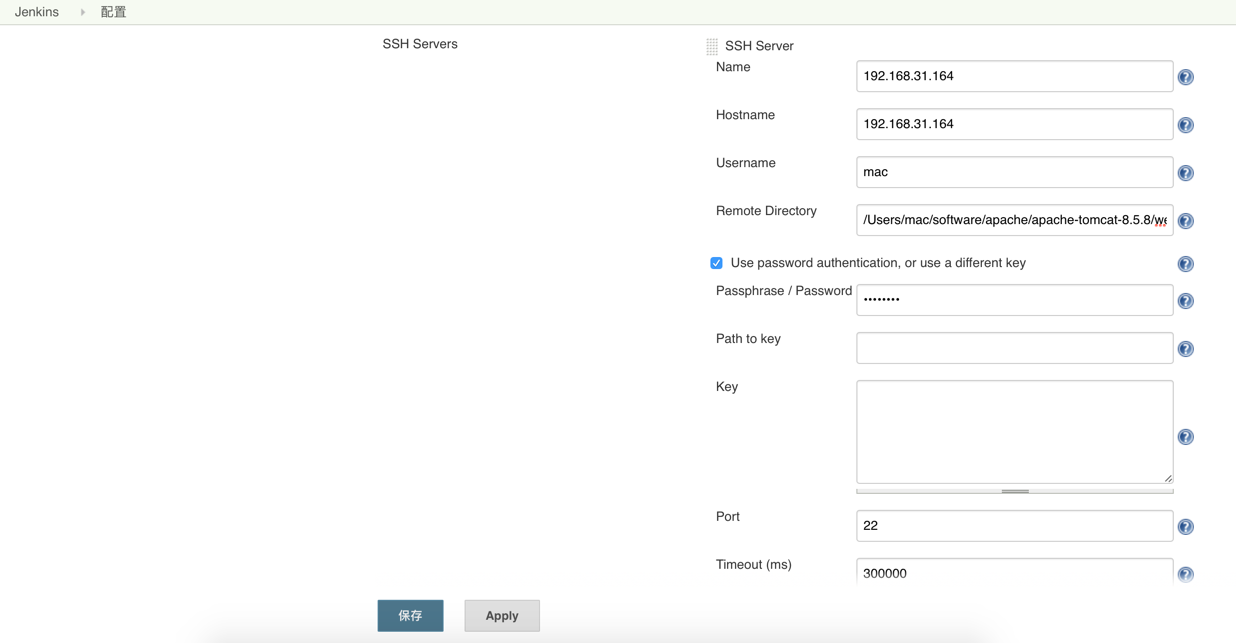 Jenkins
配置
SSH Servers
SSH Server
Name
192.168.31.164
Hostname
192.168.31.164
Username
mac
Remote Directory
/Users/mac/software/apache/apache-tomcat-8.5.8/we
Use password authentication, or use a different key
Passphrase / Password
••••••••
Path to key
Key
Port
22
Timeout (ms)
300000
保存
Apply